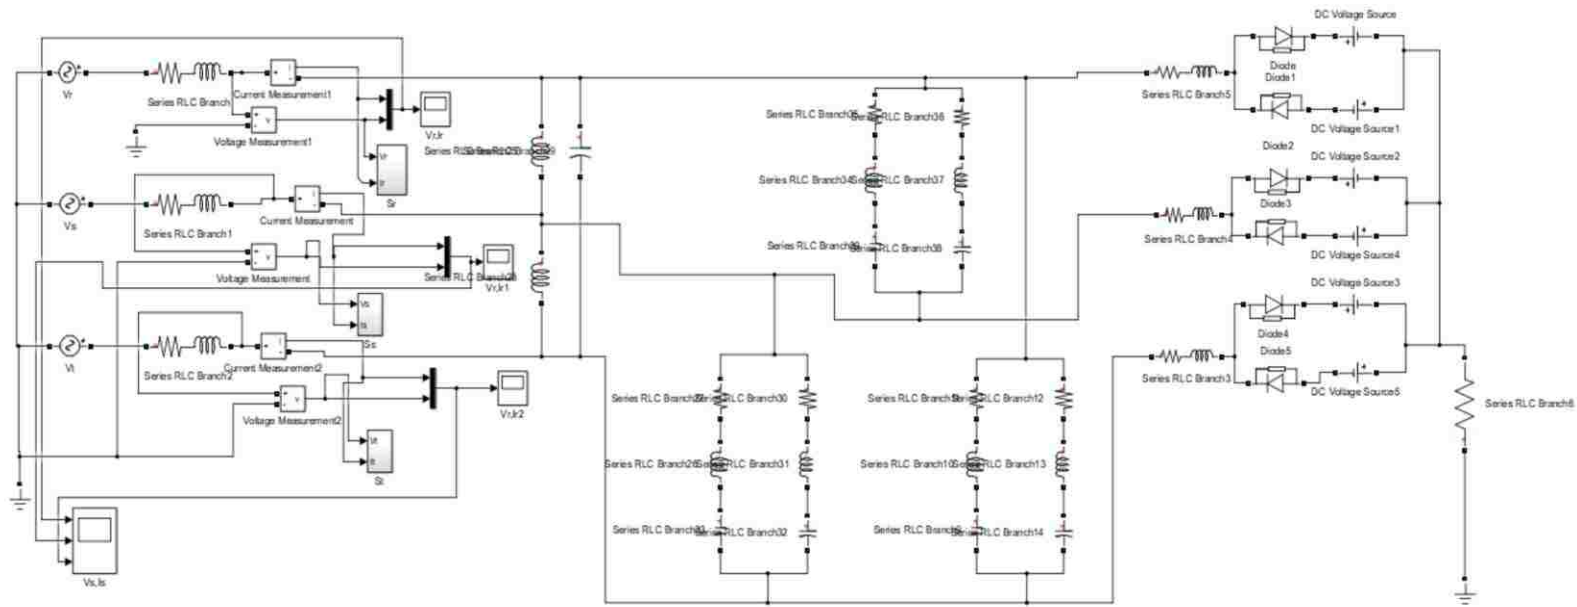 DC Voltage Source
Vr
Series RLC Branch
Current Measurement1
Voltage Measurement1
Vr,Ir
Vr
Ir
Sr
Series RLC Branch5
Diode
Diode1
DC Voltage Source1
Diode2
DC Voltage Source2
Series RLC Branch36
Series RLC Branch37
Series RLC Branch38
Vs
Series RLC Branch1
Current Measurement
Voltage Measurement
Vr,Ir1
Vs
Is
Ss
Series RLC Branch4
Diode3
DC Voltage Source4
DC Voltage Source3
Vt
Series RLC Branch2
Current Measurement2
Voltage Measurement2
Vr,Ir2
Vt
It
St
Series RLC Branch3
Diode4
Diode5
DC Voltage Source5
Series RLC Branch6
Series RLC Branch30
Series RLC Branch12
Series RLC Branch31
Series RLC Branch10
Series RLC Branch13
Series RLC Branch32
Series RLC Branch14
Vs,Is